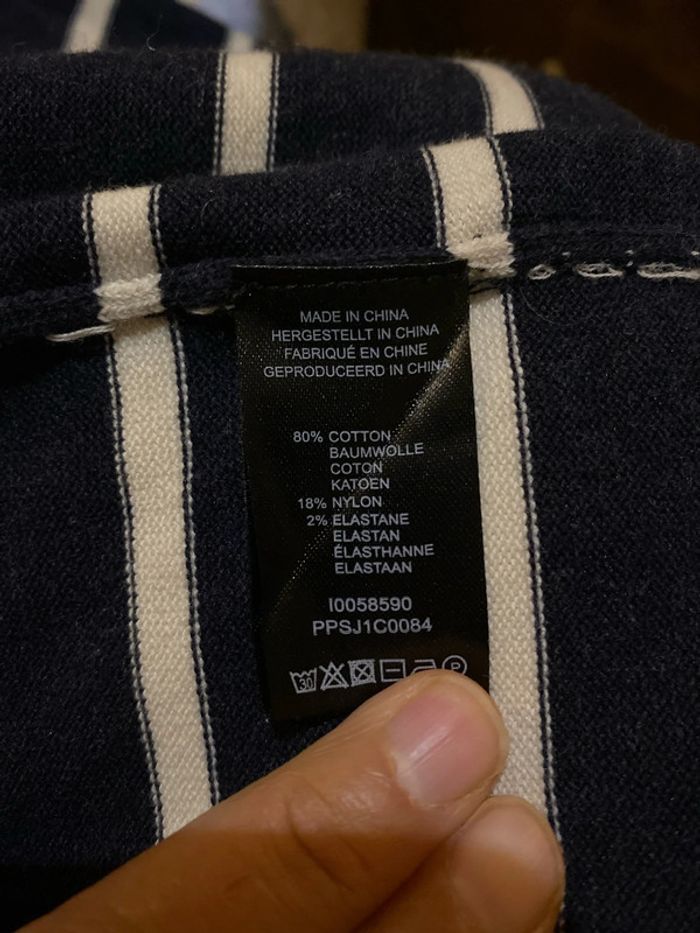 MADE IN CHINA
HERGESTELLT IN CHINA
FABRIQUÉ EN CHINE
GEPRODUCEERD IN CHINA
80% COTTON
BAUMWOLLE
COTON
KATOEN
18% NYLON
2% ELASTANE
ELASTAN
ÉLASTHANNE
ELASTAAN
I0058590
PPSJ1C0084
30 P